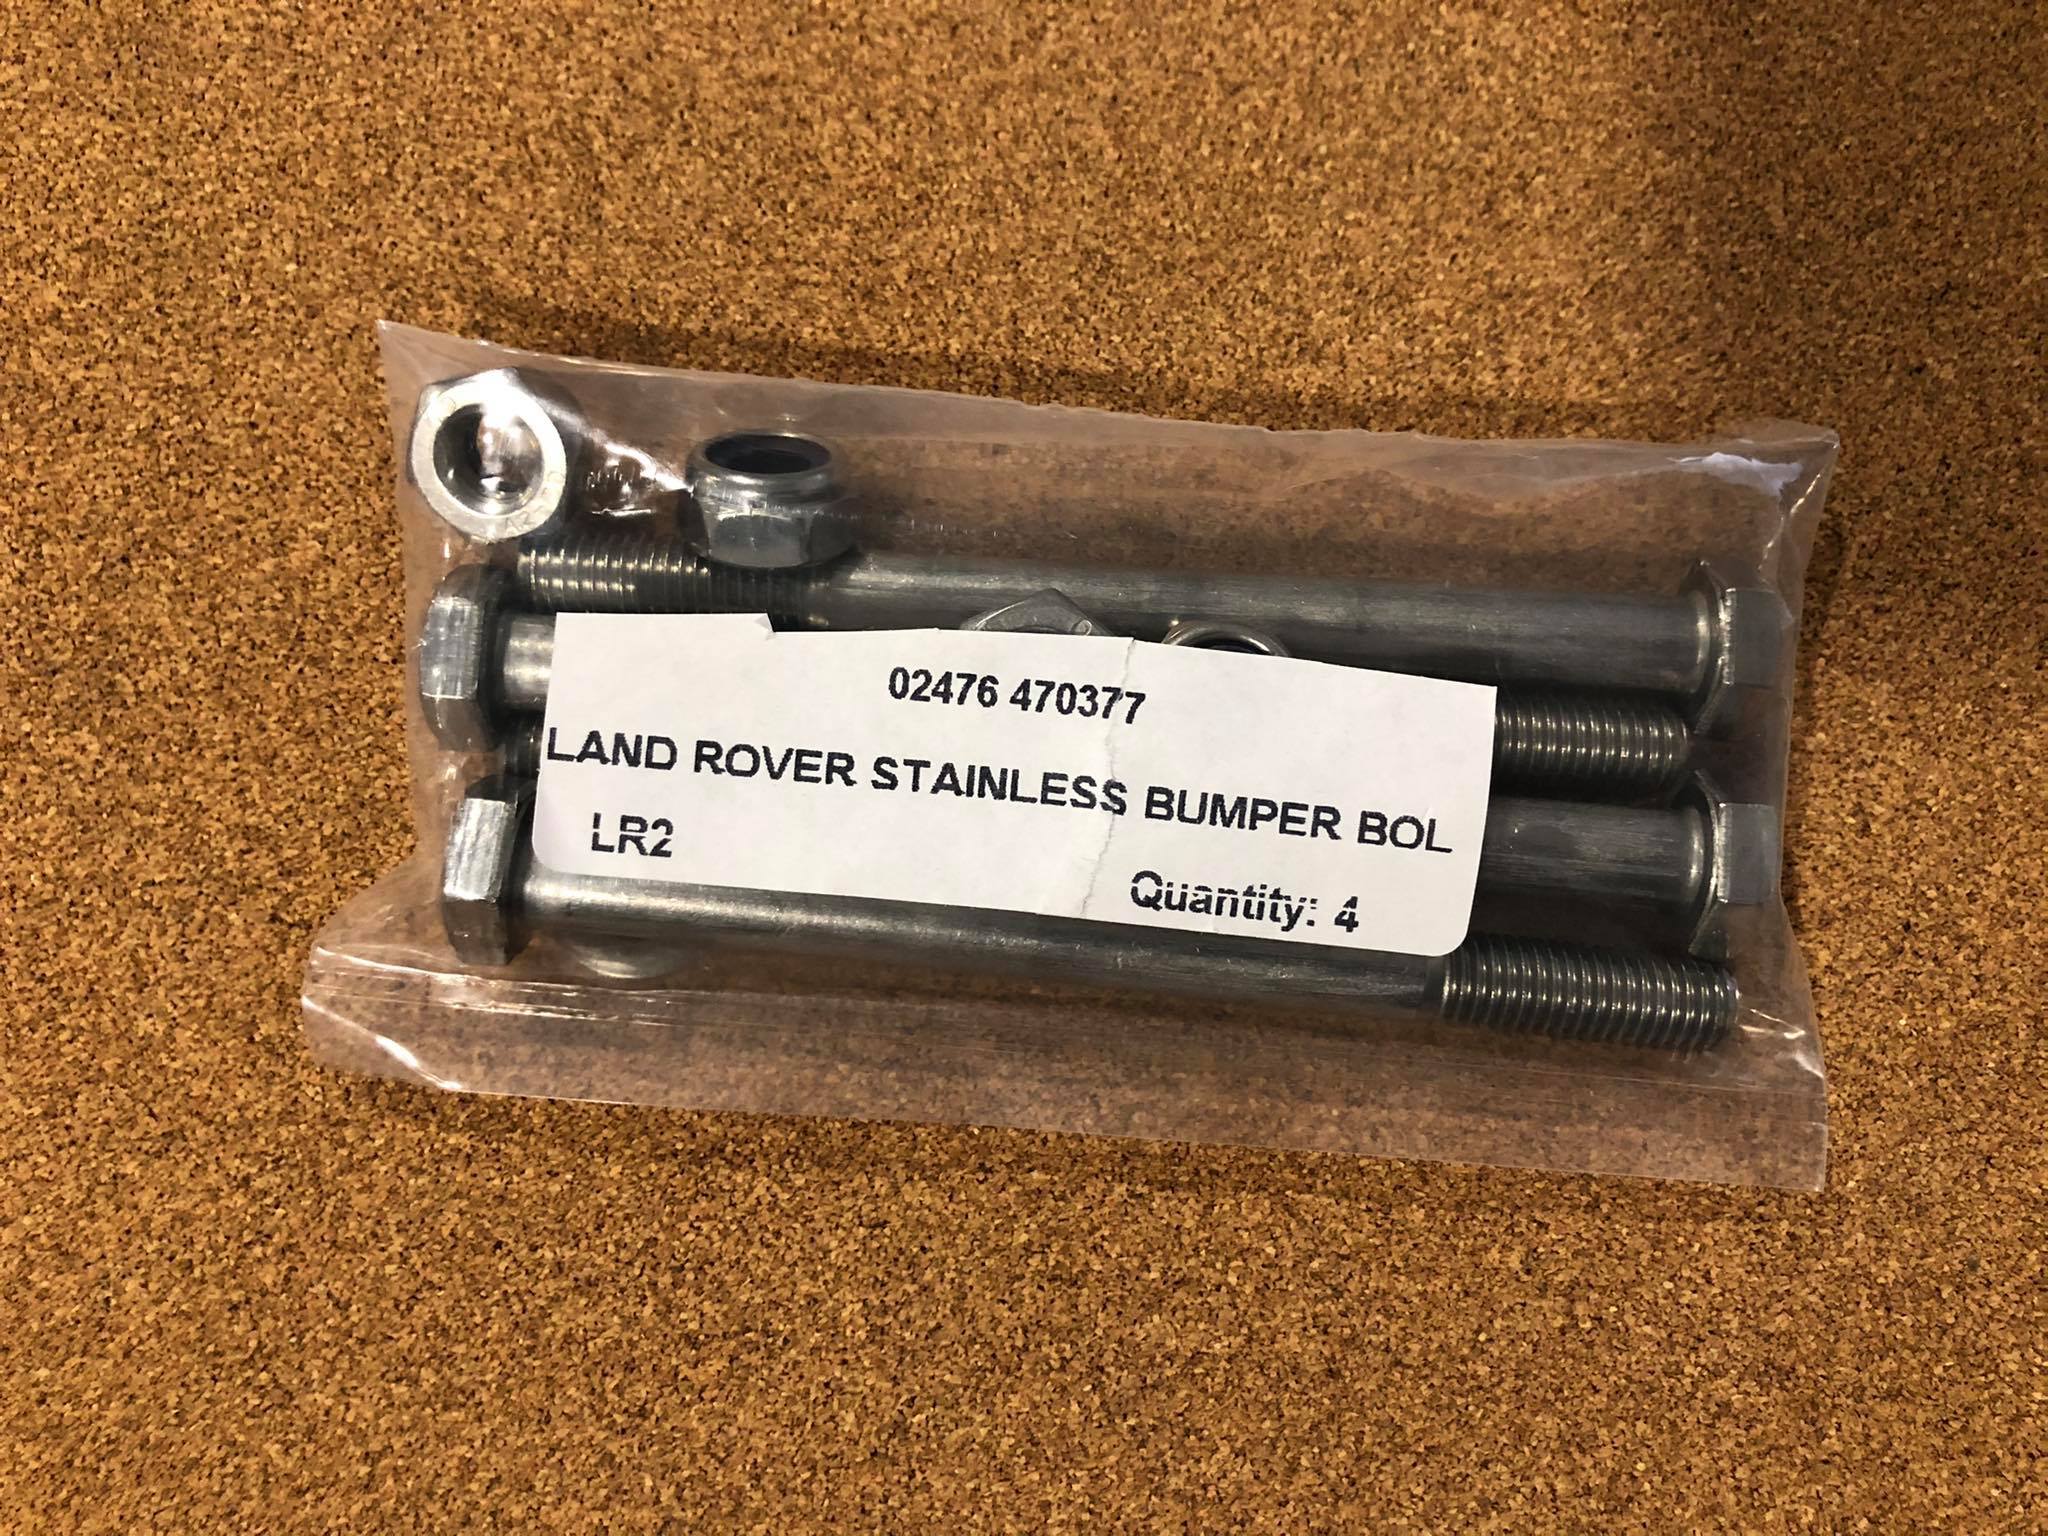 02476 470377
LAND ROVER STAINLESS BUMPER BOL
LR2
Quantity: 4